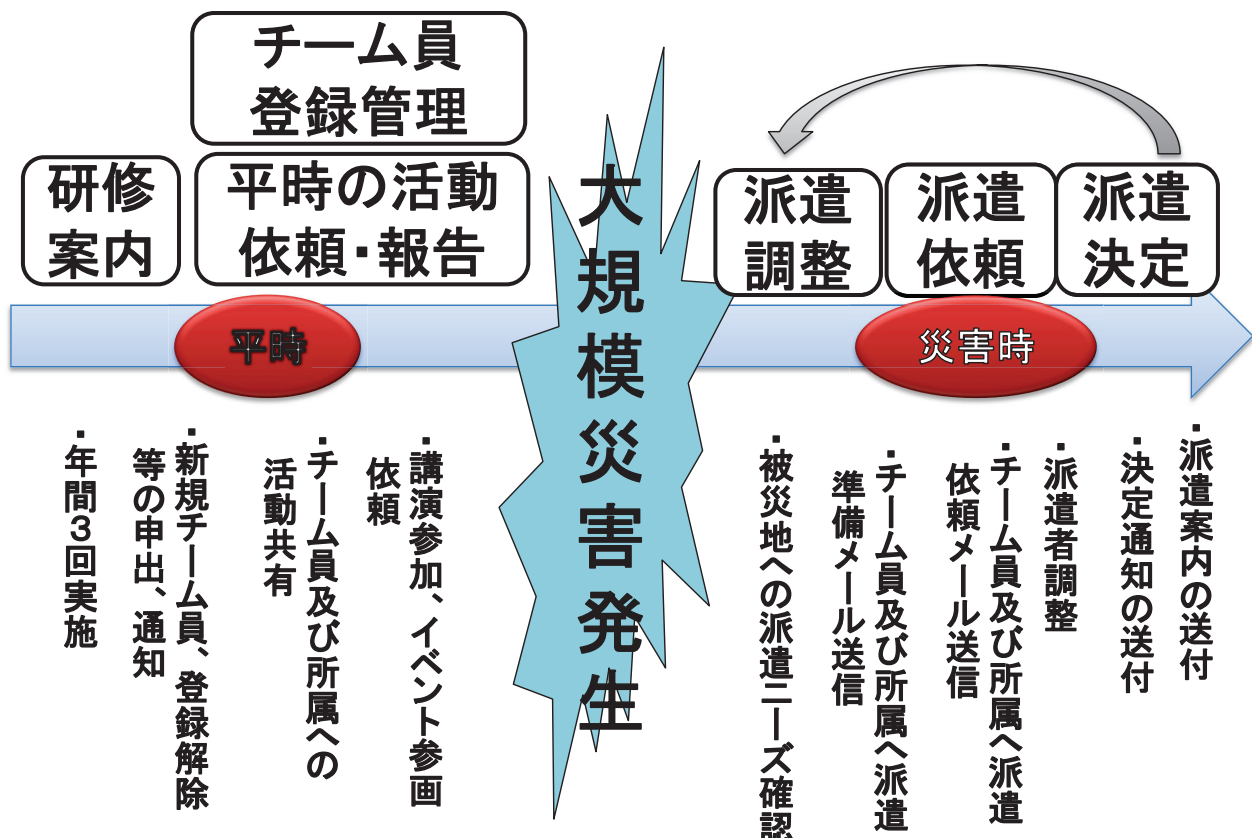 チーム員
登録管理
研修
案内
平時の活動
依頼・報告
平時
大規模災害発生
派遣
調整
派遣
依頼
派遣
決定
災害時
・年間３回実施
・新規チーム員、登録解除
等の申出、通知
・チーム員及び所属への
活動共有
・講演参加、イベント参画
依頼
・被災地への派遣ニーズ確認
・チーム員及び所属へ派遣
準備メール送信
・チーム員及び所属へ派遣
依頼メール送信
・派遣者調整
・決定通知の送付
・派遣案内の送付